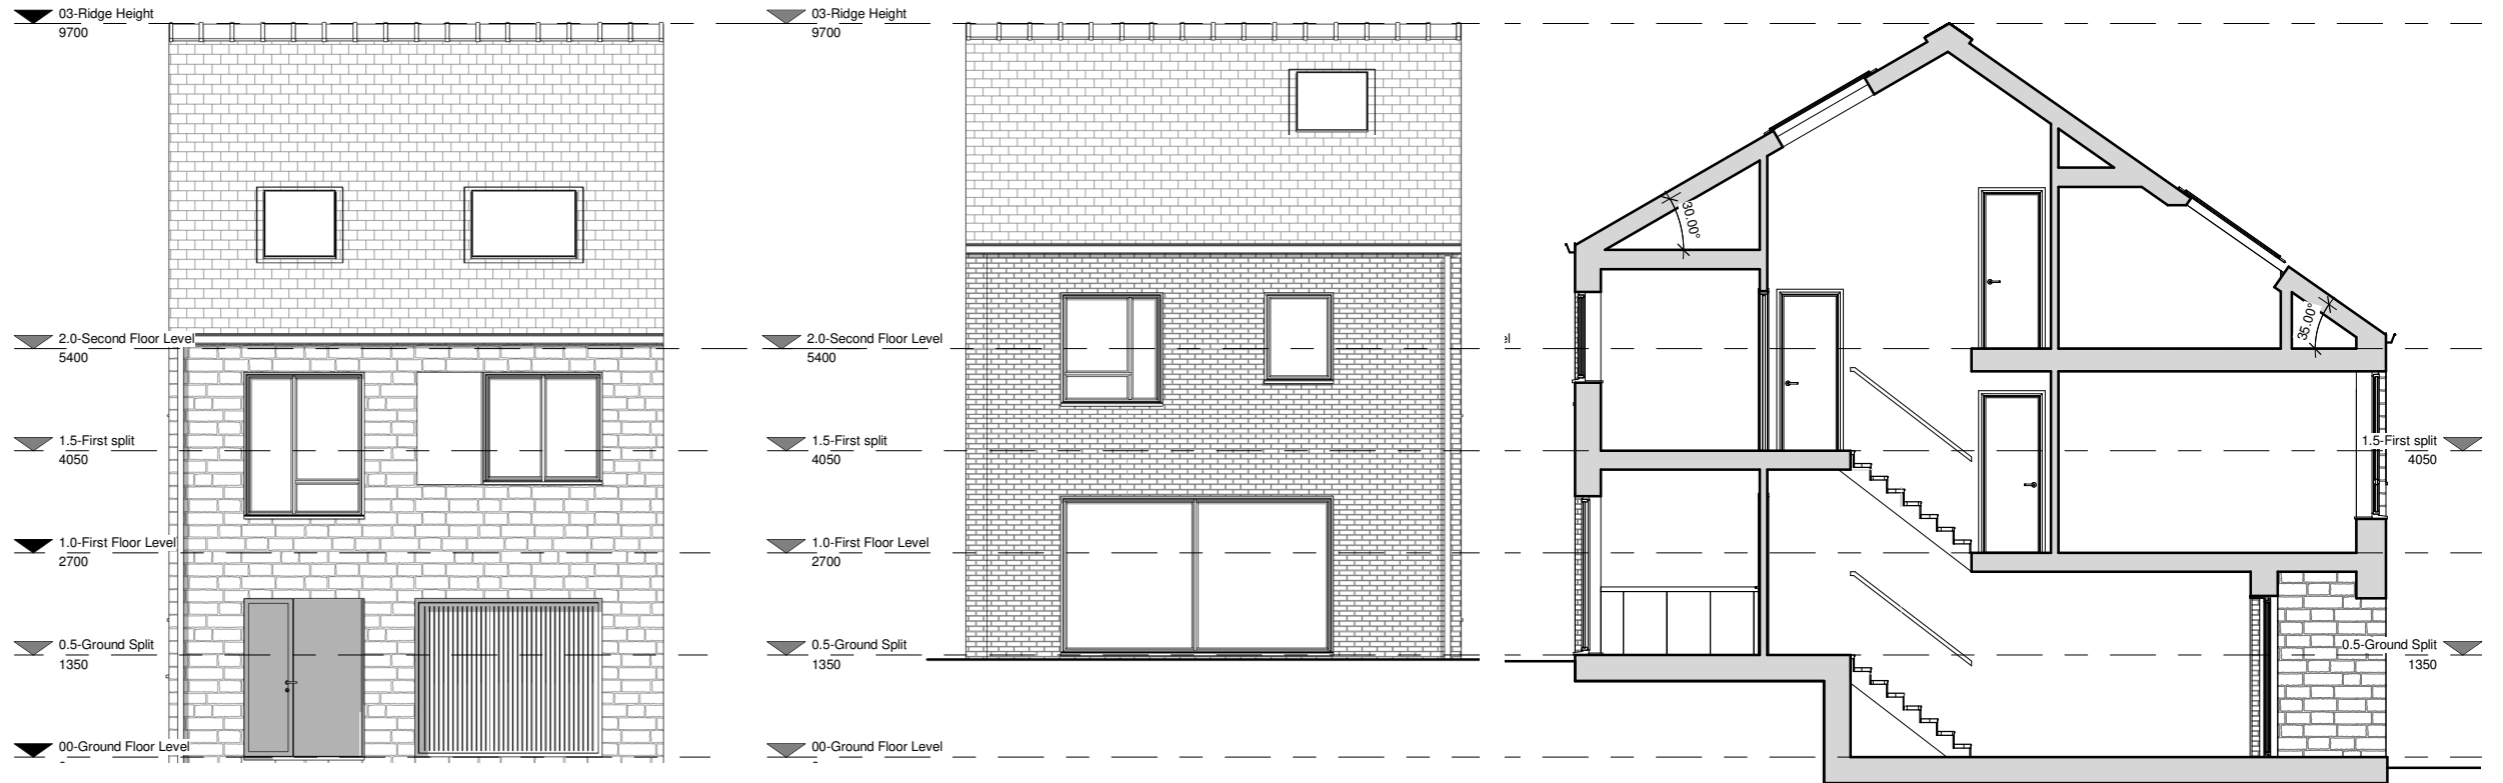 03-Ridge Height
9700
2.0-Second Floor Level
5400
1.5-First split
4050
1.0-First Floor Level
2700
0.5-Ground Split
1350
00-Ground Floor Level
03-Ridge Height
9700
2.0-Second Floor Level
5400
1.5-First split
4050
1.0-First Floor Level
2700
0.5-Ground Split
1350
00-Ground Floor Level
30.00°
35.00°
1.5-First split
4050
0.5-Ground Split
1350